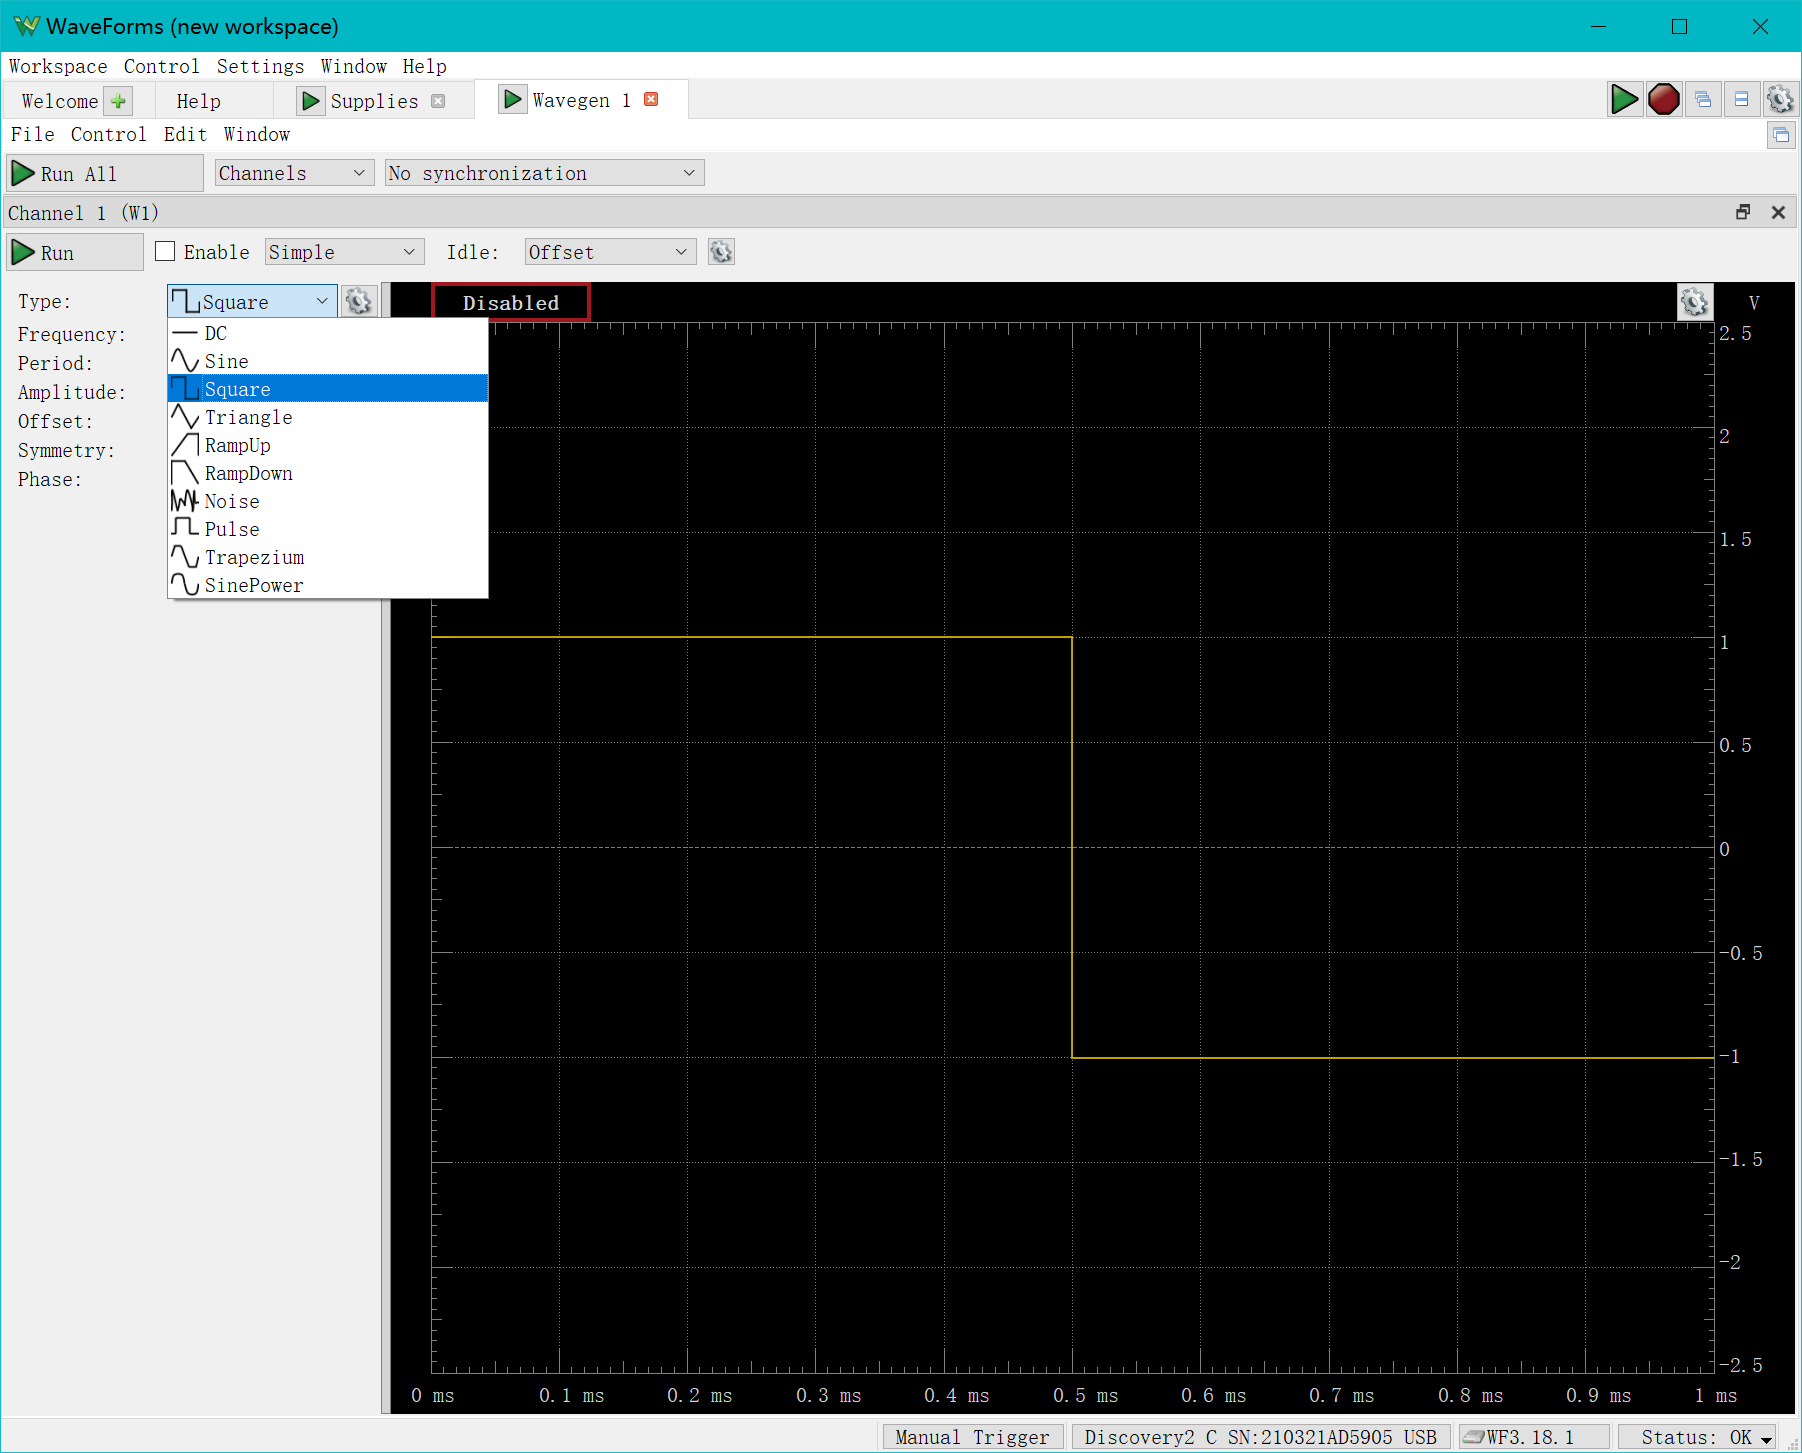 WaveForms (new workspace)
Workspace Control Settings Window Help
Welcome Help Supplies Wavegen 1
File Control Edit Window
Run All Channels No synchronization
Channel 1 (W1)
Run Enable Simple Idle: Offset
Type: Square Disabled V
Frequency: DC 2.5
Period: Sine
Amplitude: Square
Offset: Triangle
Symmetry: RampUp 2
Phase: RampDown
Noise
Pulse
1.5
Trapezium
SinePower
1
0.5
0
-0.5
-1
-1.5
-2
-2.5
0 ms 0.1 ms 0.2 ms 0.3 ms 0.4 ms 0.5 ms 0.6 ms 0.7 ms 0.8 ms 0.9 ms 1 ms
Manual Trigger Discovery2 C SN:210321AD5905 USB WF3.18.1 Status: OK